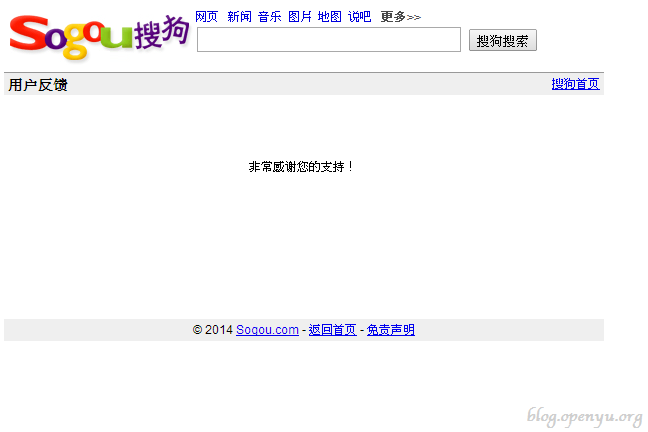 Sogou搜狗
网页 新闻 音乐 图片 地图 说吧 更多>>
搜狗搜索
用户反馈 搜狗首页
非常感谢您的支持！
© 2014 Sogou.com - 返回首页 - 免责声明
blog.openyu.org